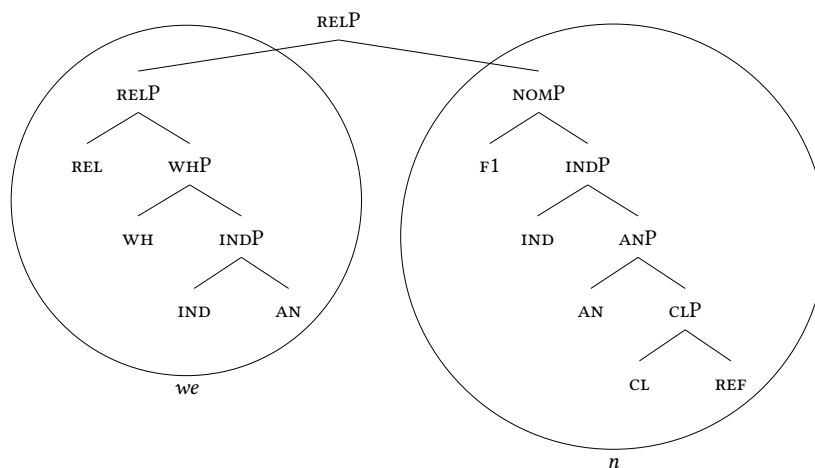 RELP
RELP NOMP
REL WHP F1 INDP
WH INDP IND ANP
IND AN AN CLP
we CL REF
n